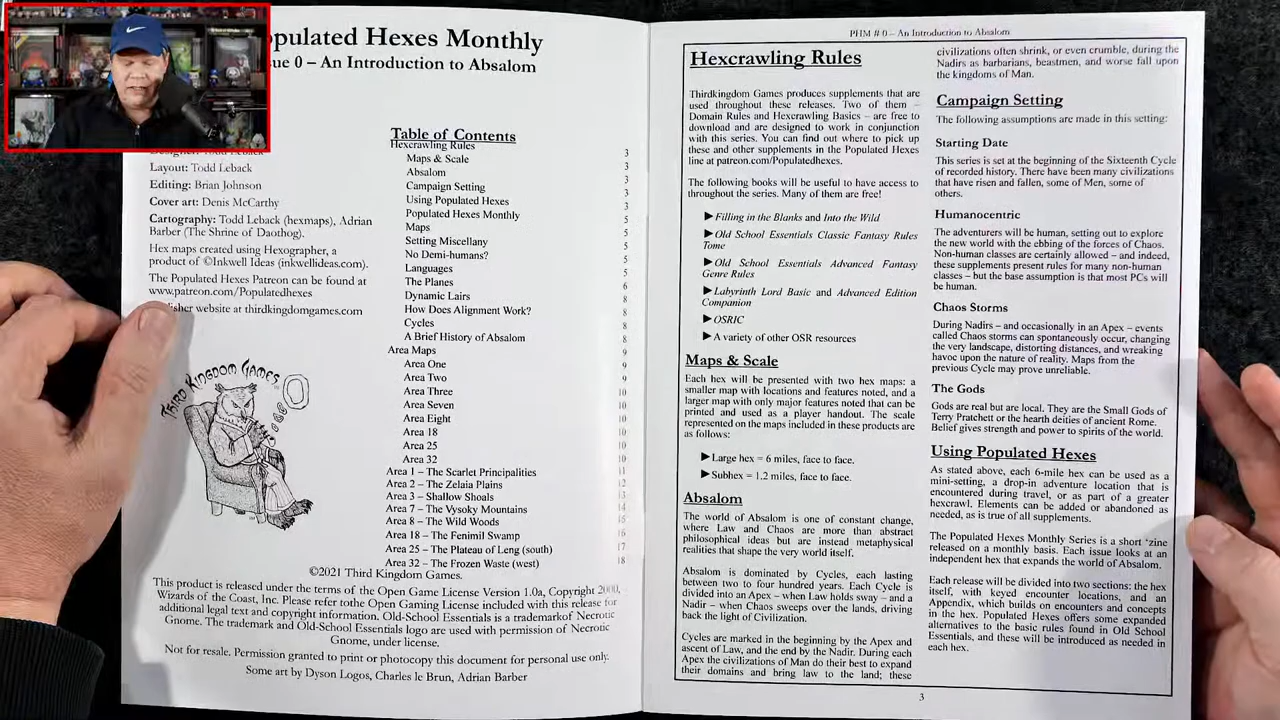 opulated Hexes Monthly
ue 0 – An Introduction to Absalom
Layout: Todd Leback
Editing: Brian Johnson
Cover art: Denis McCarthy
Cartography: Todd Leback (hexmaps), Adrian
Barber (The Shrine of Daothog).
Hex maps created using Hexographer, a
product of ©Inkwell Ideas (inkwellideas.com).
The Populated Hexes Patreon can be found at
www.patreon.com/Populatedhexes
isher website at thirdkingdomgames.com
THIRD KINGDOM GAMES
Table of Contents
Hexcrawling Rules 3
Maps & Scale 3
Absalom 3
Campaign Setting 3
Using Populated Hexes 3
Populated Hexes Monthly 5
Maps 5
Setting Miscellany 5
No Demi-humans? 5
Languages 5
The Planes 6
Dynamic Lairs 8
How Does Alignment Work? 8
Cycles 8
A Brief History of Absalom 8
Area Maps 9
Area One 9
Area Two 9
Area Three 10
Area Seven 10
Area Eight 10
Area 18 10
Area 25 10
Area 32 10
Area 1 – The Scarlet Principalities 11
Area 2 – The Zelaia Plains 12
Area 3 – Shallow Shoals 13
Area 7 – The Vysoky Mountains 14
Area 8 – The Wild Woods 15
Area 18 – The Fenimil Swamp 16
Area 25 – The Plateau of Leng (south) 17
Area 32 – The Frozen Waste (west) 18
©2021 Third Kingdom Games.
This product is released under the terms of the Open Game License Version 1.0a, Copyright 2000,
Wizards of the Coast, Inc. Please refer tothe Open Gaming License included with this release for
additional legal text and copyright information. Old-School Essentials is a trademarkof Necrotic
Gnome. The trademark and Old-School Essentials logo are used with permission of Necrotic
Gnome, under license.
Not for resale. Permission granted to print or photocopy this document for personal use only.
Some art by Dyson Logos, Charles le Brun, Adrian Barber
PHM # 0 – An Introduction to Absalom
Hexcrawling Rules
Thirdkingdom Games produces supplements that are
used throughout these releases. Two of them –
Domain Rules and Hexcrawling Basics – are free to
download and are designed to work in conjunction
with this series. You can find out where to pick up
these and other supplements in the Populated Hexes
line at patreon.com/Populatedhexes.
The following books will be useful to have access to
throughout the series. Many of them are free!
▶ Filling in the Blanks and Into the Wild
▶ Old School Essentials Classic Fantasy Rules
Tome
▶ Old School Essentials Advanced Fantasy
Genre Rules
▶ Labyrinth Lord Basic and Advanced Edition
Companion
▶ OSRIC
▶ A variety of other OSR resources
Maps & Scale
Each hex will be presented with two hex maps: a
smaller map with locations and features noted, and a
larger map with only major features noted that can be
printed and used as a player handout. The scale
represented on the maps included in these products are
as follows:
▶ Large hex = 6 miles, face to face.
▶ Subhex = 1.2 miles, face to face.
Absalom
The world of Absalom is one of constant change,
where Law and Chaos are more than abstract
philosophical ideas but are instead metaphysical
realities that shape the very world itself.
Absalom is dominated by Cycles, each lasting
between two to four hundred years. Each Cycle is
divided into an Apex – when Law holds sway – and a
Nadir – when Chaos sweeps over the lands, driving
back the light of Civilization.
Cycles are marked in the beginning by the Apex and
ascent of Law, and the end by the Nadir. During each
Apex the civilizations of Man do their best to expand
their domains and bring law to the land; these
civilizations often shrink, or even crumble, during the
Nadirs as barbarians, beastmen, and worse fall upon
the kingdoms of Man.
Campaign Setting
The following assumptions are made in this setting:
Starting Date
This series is set at the beginning of the Sixteenth Cycle
of recorded history. There have been many civilizations
that have risen and fallen, some of Men, some of
others.
Humanocentric
The adventurers will be human, setting out to explore
the new world with the ebbing of the forces of Chaos.
Non-human classes are certainly allowed – and indeed,
these supplements present rules for many non-human
classes – but the base assumption is that most PCs will
be human.
Chaos Storms
During Nadirs – and occasionally in an Apex – events
called Chaos storms can spontaneously occur, changing
the very landscape, distorting distances, and wreaking
havoc upon the nature of reality. Maps from the
previous Cycle may prove unreliable.
The Gods
Gods are real but are local. They are the Small Gods of
Terry Pratchett or the hearth deities of ancient Rome.
Belief gives strength and power to spirits of the world.
Using Populated Hexes
As stated above, each 6-mile hex can be used as a
mini-setting, a drop-in adventure location that is
encountered during travel, or as part of a greater
hexcrawl. Elements can be added or abandoned as
needed, as is true of all supplements.
The Populated Hexes Monthly Series is a short 'zine
released on a monthly basis. Each issue looks at an
independent hex that expands the world of Absalom.
Each release will be divided into two sections: the hex
itself, with keyed encounter locations, and an
Appendix, which builds on encounters and concepts
in the hex. Populated Hexes offers some expanded
alternatives to the basic rules found in Old School
Essentials, and these will be introduced as needed in
each hex.
3